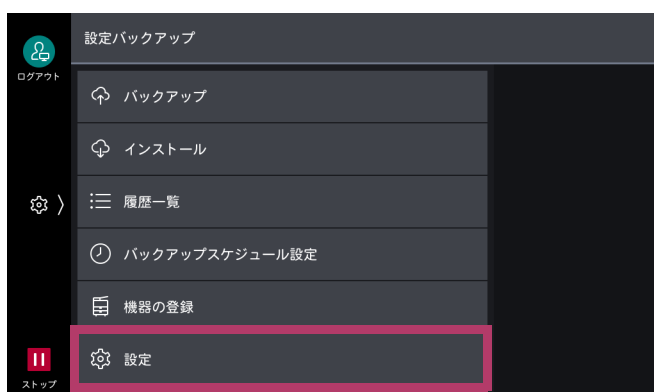 設定バックアップ
ログアウト
バックアップ
インストール
履歴一覧
バックアップスケジュール設定
機器の登録
設定
ストップ